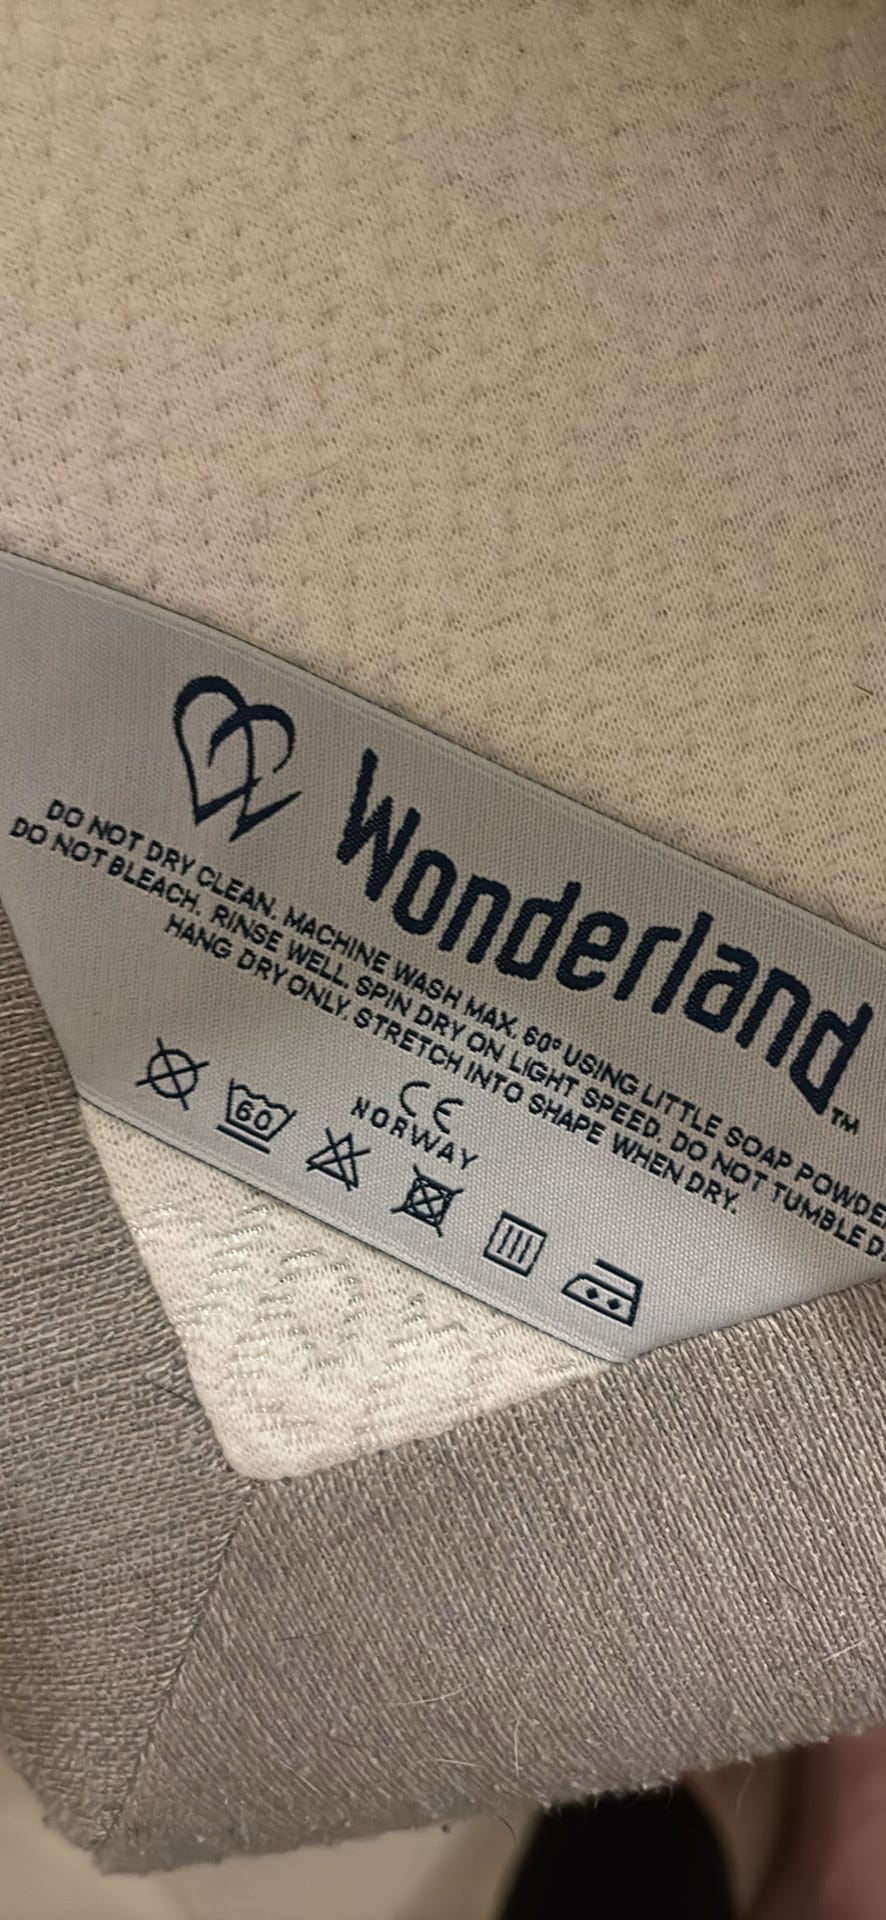 Wonderland™
DO NOT DRY CLEAN. MACHINE WASH MAX. 60° USING LITTLE SOAP
DO NOT BLEACH. RINSE WELL. SPIN DRY ON LIGHT SPEED. DO NOT TUMBLE
HANG DRY ONLY. STRETCH INTO SHAPE WHEN DRY.
CE
NORWAY
60